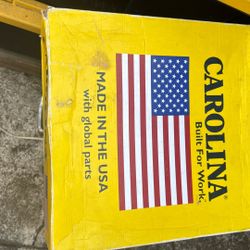 CAROLINA®
Built For Work.
MADE IN THE USA
with global parts